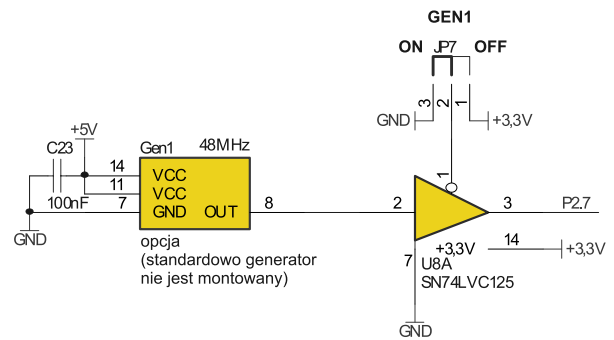 GEN1
ON JP7 OFF
3 2 1
GND +3,3V
C23 +5V
Gen1 48MHz
14 VCC
11 VCC
7 GND OUT 8
100nF
GND
opcja
(standardowo generator
nie jest montowany)
1
2 3 P2.7
+3,3V 14 +3,3V
7 U8A
SN74LVC125
GND